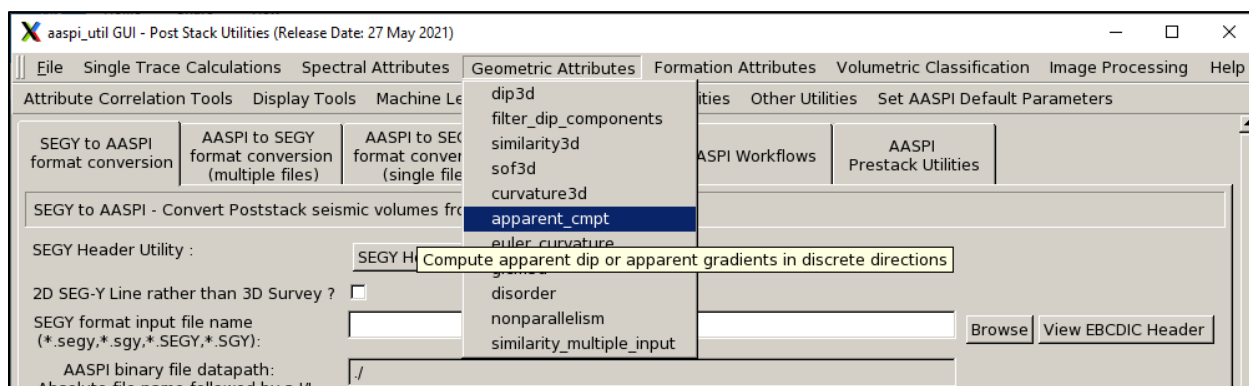 aaspi_util GUI - Post Stack Utilities (Release Date: 27 May 2021)
File Single Trace Calculations Spectral Attributes Geometric Attributes Formation Attributes Volumetric Classification Image Processing Help
Attribute Correlation Tools Display Tools Machine Le ities Other Utilities Set AASPI Default Parameters
dip3d
filter_dip_components
similarity3d
sof3d
curvature3d
apparent_cmpt
euler_curvature
Compute apparent dip or apparent gradients in discrete directions
disorder
nonparallelism
similarity_multiple_input
SEGY to AASPI
format conversion
AASPI to SEGY
format conversion
(multiple files)
AASPI to SEG
format conver
(single file
ASPI Workflows
AASPI
Prestack Utilities
SEGY to AASPI - Convert Poststack seismic volumes fro
SEGY Header Utility :
SEGY H
2D SEG-Y Line rather than 3D Survey ?
SEGY format input file name
(*.segy,*.sgy,*.SEGY,*.SGY):
Browse View EBCDIC Header
AASPI binary file datapath:
./